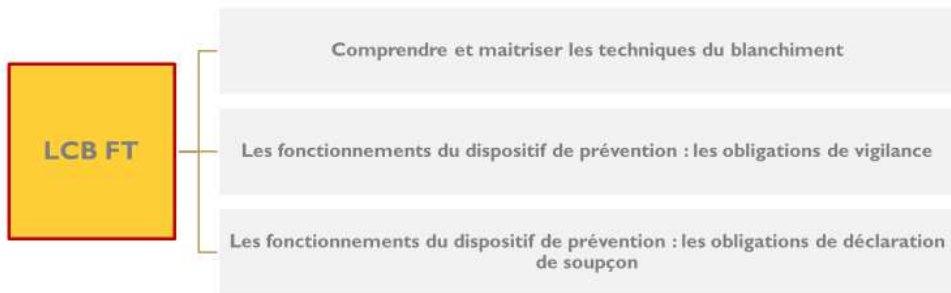 Comprendre et maitriser les techniques du blanchiment
LCB FT
Les fonctionnements du dispositif de prévention : les obligations de vigilance
Les fonctionnements du dispositif de prévention : les obligations de déclaration
de soupçon